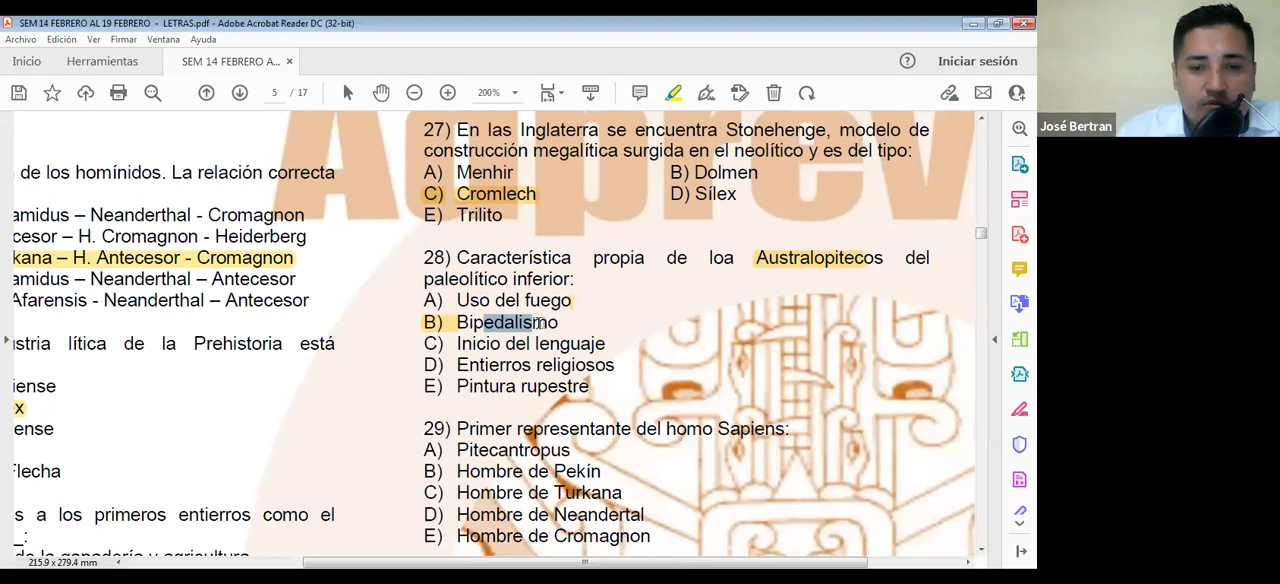 SEM 14 FEBRERO AL 19 FEBRERO - LETRAS.pdf - Adobe Acrobat Reader DC (32-bit)
Archivo Edición Ver Firmar Ventana Ayuda
Inicio Herramientas SEM 14 FEBRERO A... × Iniciar sesión
5 / 17 200%
José Bertran
de los homínidos. La relación correcta
amidus – Neanderthal - Cromagnon
cesor – H. Cromagnon - Heiderberg
kana – H. Antecesor - Cromagnon
amidus – Neanderthal – Antecesor
Afarensis - Neanderthal – Antecesor
stria lítica de la Prehistoria está
iense
x
ense
Flecha
s a los primeros entierros como el
_:
de la ganadería y agricultura
27) En las Inglaterra se encuentra Stonehenge, modelo de
construcción megalítica surgida en el neolítico y es del tipo:
A) Menhir B) Dolmen
C) Cromlech D) Sílex
E) Trilito
28) Característica propia de loa Australopitecos del
paleolítico inferior:
A) Uso del fuego
B) Bipedalismo
C) Inicio del lenguaje
D) Entierros religiosos
E) Pintura rupestre
29) Primer representante del homo Sapiens:
A) Pitecantropus
B) Hombre de Pekín
C) Hombre de Turkana
D) Hombre de Neandertal
E) Hombre de Cromagnon
Adprev
215.9 x 279.4 mm